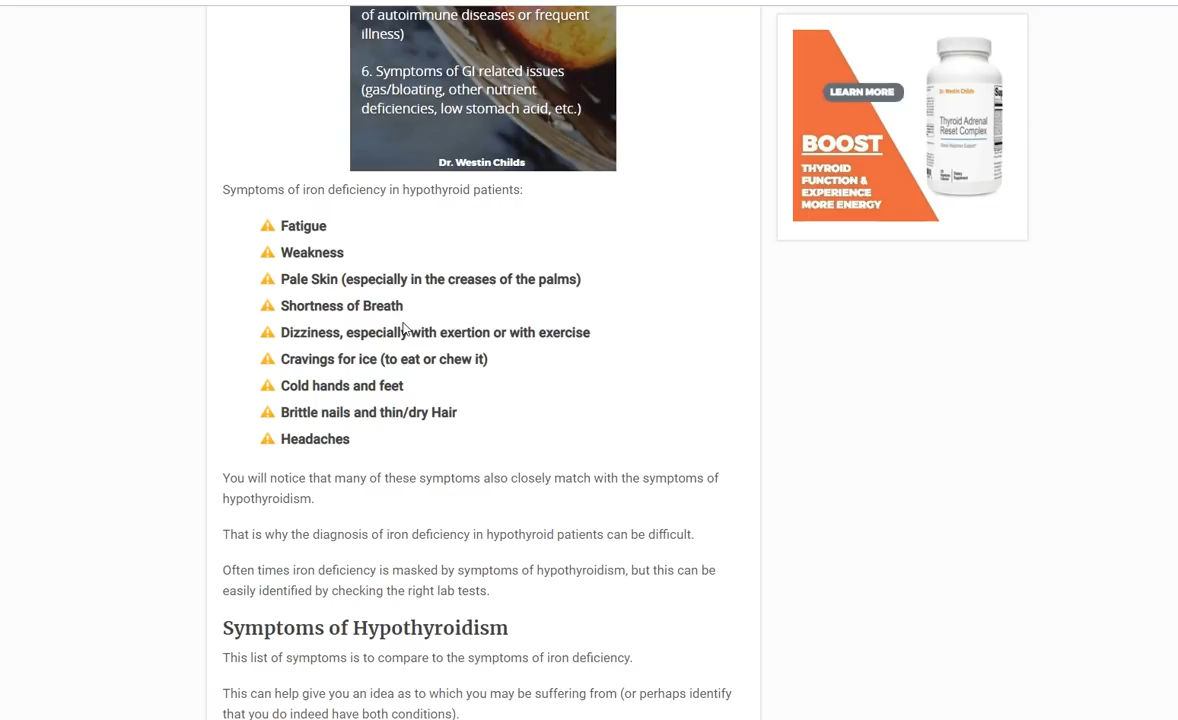 of autoimmune diseases or frequent
illness)
6. Symptoms of GI related issues
(gas/bloating, other nutrient
deficiencies, low stomach acid, etc.)
Dr. Westin Childs
Symptoms of iron deficiency in hypothyroid patients:
Fatigue
Weakness
Pale Skin (especially in the creases of the palms)
Shortness of Breath
Dizziness, especially with exertion or with exercise
Cravings for ice (to eat or chew it)
Cold hands and feet
Brittle nails and thin/dry Hair
Headaches
You will notice that many of these symptoms also closely match with the symptoms of
hypothyroidism.
That is why the diagnosis of iron deficiency in hypothyroid patients can be difficult.
Often times iron deficiency is masked by symptoms of hypothyroidism, but this can be
easily identified by checking the right lab tests.
Symptoms of Hypothyroidism
This list of symptoms is to compare to the symptoms of iron deficiency.
This can help give you an idea as to which you may be suffering from (or perhaps identify
that you do indeed have both conditions).
LEARN MORE
BOOST
THYROID
FUNCTION &
EXPERIENCE
MORE ENERGY
Dr. Westin Childs
Thyroid Adrenal
Reset Complex